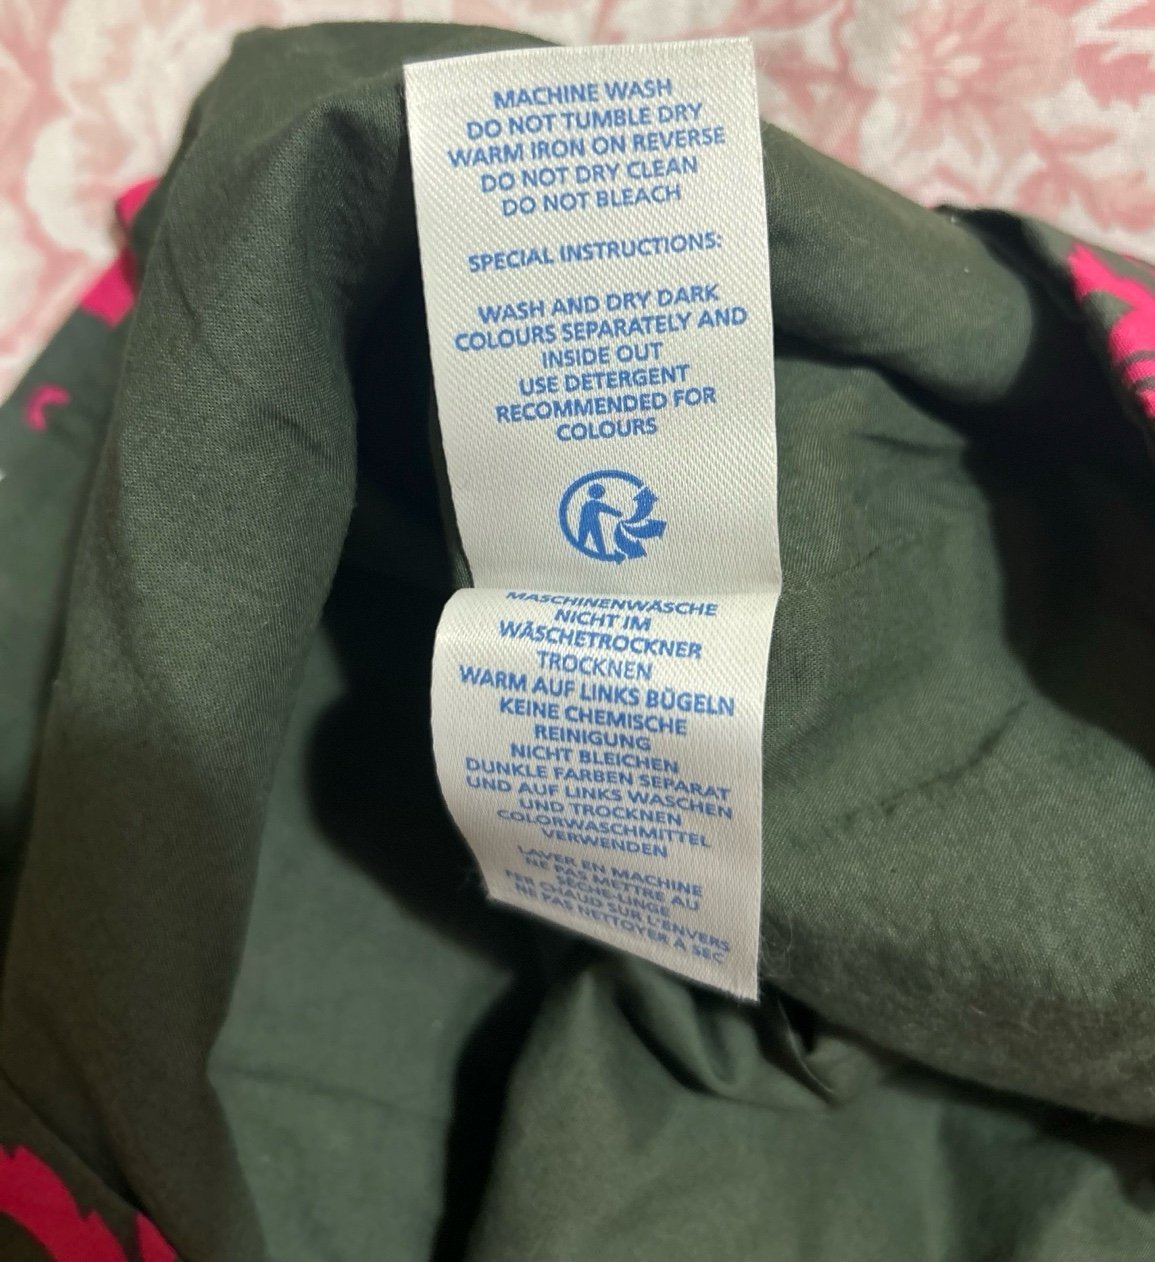 MACHINE WASH
DO NOT TUMBLE DRY
WARM IRON ON REVERSE
DO NOT DRY CLEAN
DO NOT BLEACH
SPECIAL INSTRUCTIONS:
WASH AND DRY DARK
COLOURS SEPARATELY AND
INSIDE OUT
USE DETERGENT
RECOMMENDED FOR
COLOURS
MASCHINENWÄSCHE
NICHT IM
WÄSCHETROCKNER
TROCKNEN
WARM AUF LINKS BÜGELN
KEINE CHEMISCHE
REINIGUNG
NICHT BLEICHEN
DUNKLE FARBEN SEPARAT
UND AUF LINKS WASCHEN
UND TROCKNEN
COLORWASCHMITTEL
VERWENDEN
LAVER EN MACHINE
NE PAS METTRE AU
SÈCHE-LINGE
FER CHAUD SUR L'ENVERS
NE PAS NETTOYER À SEC